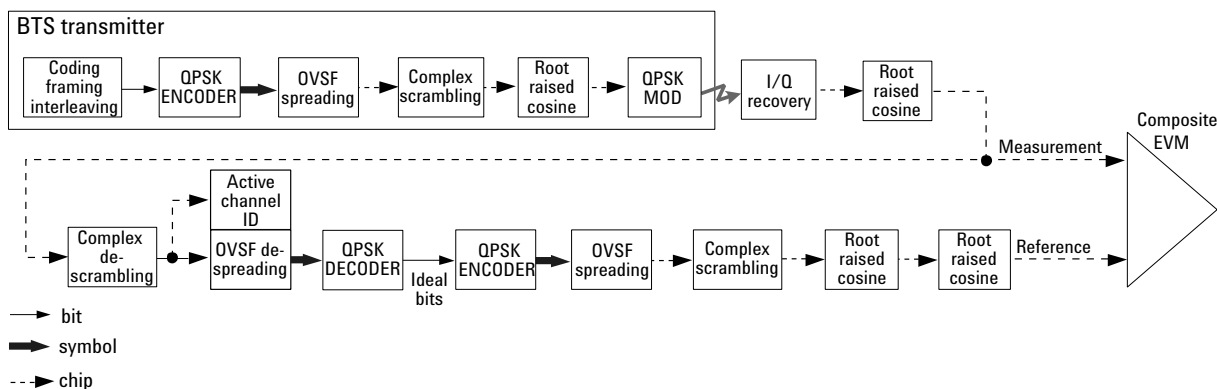 BTS transmitter
Coding
framing
interleaving
QPSK
ENCODER
OVSF
spreading
Complex
scrambling
Root
raised
cosine
QPSK
MOD
I/Q
recovery
Root
raised
cosine
Composite
EVM
Measurement
Active
channel
ID
Complex
de-
scrambling
OVSF de-
spreading
QPSK
DECODER
Ideal
bits
QPSK
ENCODER
OVSF
spreading
Complex
scrambling
Root
raised
cosine
Root
raised
cosine
Reference
bit
symbol
chip